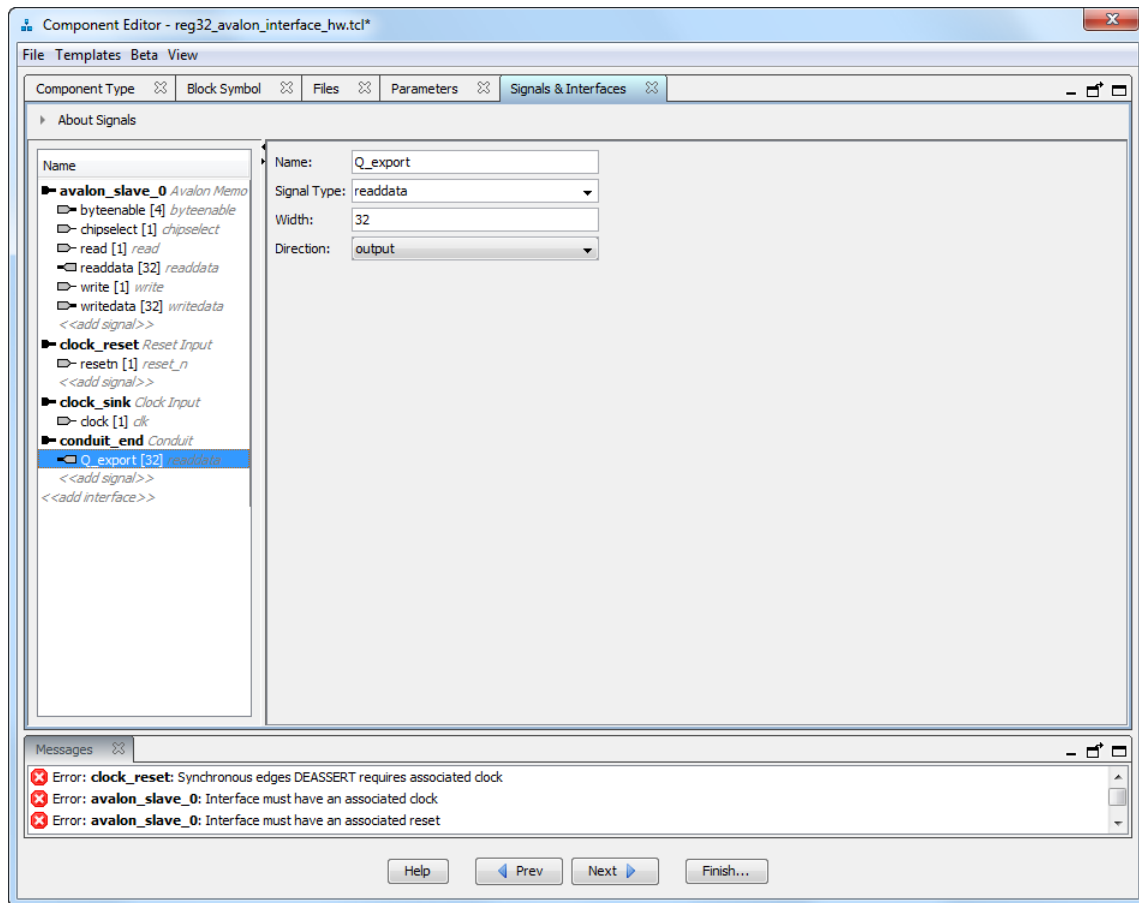 Component Editor - reg32_avalon_interface_hw.tcl*
File Templates Beta View
Component Type Block Symbol Files Parameters Signals & Interfaces
About Signals
Name
avalon_slave_0 Avalon Memo
byteenable [4] byteenable
chipselect [1] chipselect
read [1] read
readdata [32] readdata
write [1] write
writedata [32] writedata
<<add signal>>
clock_reset Reset Input
resetn [1] reset_n
<<add signal>>
clock_sink Clock Input
clock [1] clk
<<add signal>>
conduit_end Conduit
Q_export [32] readdata
<<add signal>>
<<add interface>>
Name: Q_export
Signal Type: readdata
Width: 32
Direction: output
Messages
Error: clock_reset: Synchronous edges DEASSERT requires associated clock
Error: avalon_slave_0: Interface must have an associated clock
Error: avalon_slave_0: Interface must have an associated reset
Help Prev Next Finish...